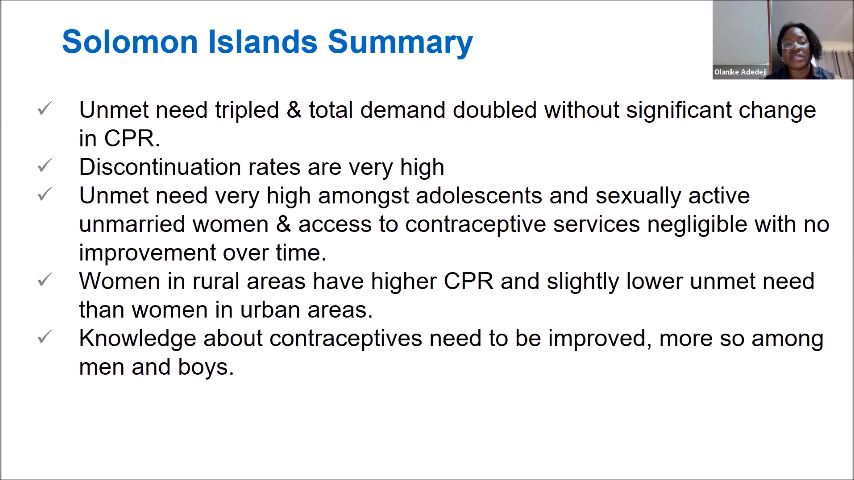 Solomon Islands Summary
Olanike Adedeji
✓ Unmet need tripled & total demand doubled without significant change
in CPR.
✓ Discontinuation rates are very high
✓ Unmet need very high amongst adolescents and sexually active
unmarried women & access to contraceptive services negligible with no
improvement over time.
✓ Women in rural areas have higher CPR and slightly lower unmet need
than women in urban areas.
✓ Knowledge about contraceptives need to be improved, more so among
men and boys.